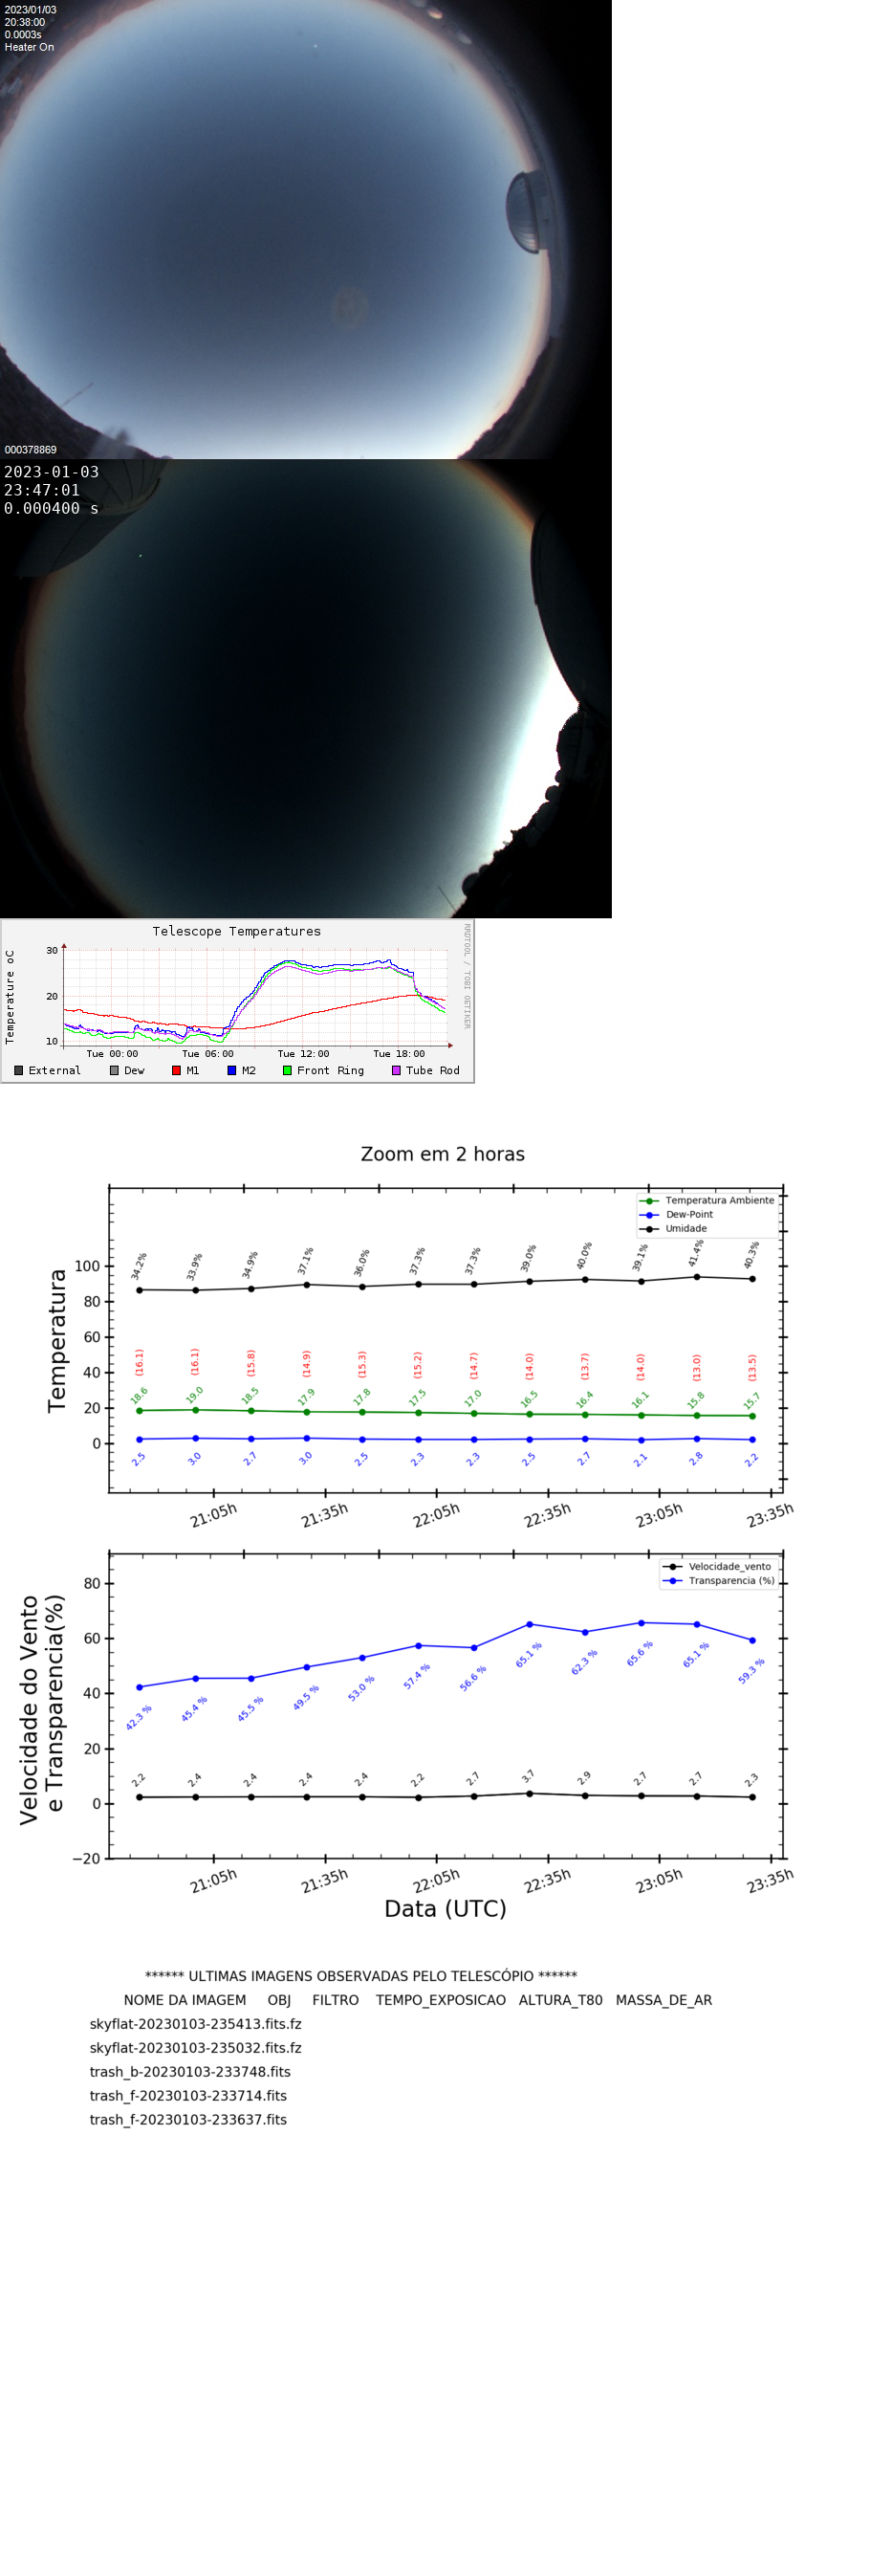 2023/01/03
20:38:00
0.0003s
Heater On
000378869
2023-01-03
23:47:01
0.000400 s
Telescope Temperatures
RRDTOOL / TOBI OETIKER
Temperature oC
30
20
10
Tue 00:00 Tue 06:00 Tue 12:00 Tue 18:00
External Dew M1 M2 Front Ring Tube Rod
Zoom em 2 horas
Temperatura
Temperatura Ambiente
Dew-Point
Umidade
100
80
60
40
20
0
34.2% 33.9% 34.9% 37.1% 36.0% 37.3% 37.3% 39.0% 40.0% 39.1% 41.4% 40.3%
(16.1) (16.1) (15.8) (14.9) (15.3) (15.2) (14.7) (14.0) (13.7) (14.0) (13.0) (13.5)
18.6 19.0 18.5 17.9 17.8 17.5 17.0 16.5 16.4 16.1 15.8 15.7
2.5 3.0 2.7 3.0 2.5 2.3 2.3 2.5 2.7 2.1 2.8 2.2
21:05h 21:35h 22:05h 22:35h 23:05h 23:35h
Velocidade do Vento
e Transparencia(%)
Velocidade_vento
Transparencia (%)
80
60
40
20
0
−20
42.3 % 45.4 % 45.5 % 49.5 % 53.0 % 57.4 % 56.6 % 65.1 % 62.3 % 65.6 % 65.1 % 59.3 %
2.2 2.4 2.4 2.4 2.4 2.2 2.7 3.7 2.9 2.7 2.7 2.3
21:05h 21:35h 22:05h 22:35h 23:05h 23:35h
Data (UTC)
****** ULTIMAS IMAGENS OBSERVADAS PELO TELESCÓPIO ******
NOME DA IMAGEM OBJ FILTRO TEMPO_EXPOSICAO ALTURA_T80 MASSA_DE_AR
skyflat-20230103-235413.fits.fz
skyflat-20230103-235032.fits.fz
trash_b-20230103-233748.fits
trash_f-20230103-233714.fits
trash_f-20230103-233637.fits